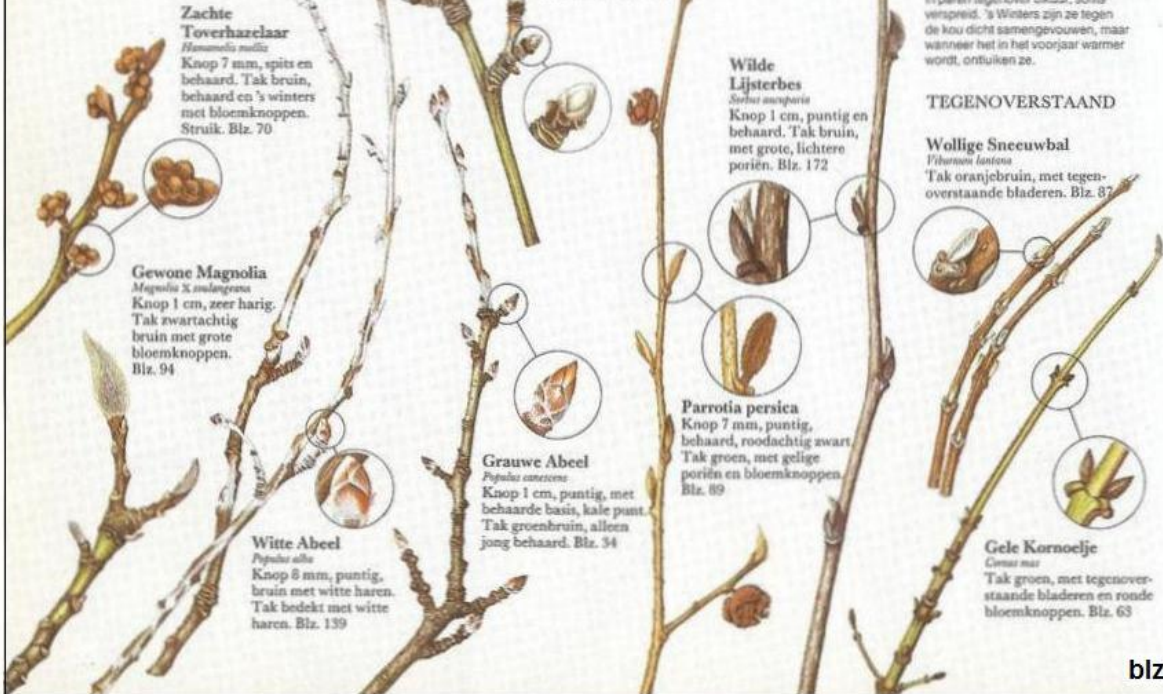 Zachte
Toverhazelaar
Hamamelis mollis
Knop 7 mm, spits en
behaard. Tak bruin,
behaard en 's winters
met bloemknoppen.
Struik. Blz. 70
Gewone Magnolia
Magnolia X soulangeana
Knop 1 cm, zeer harig.
Tak zwartachtig
bruin met grote
bloemknoppen.
Blz. 94
Witte Abeel
Populus alba
Knop 8 mm, puntig,
bruin met witte haren.
Tak bedekt met witte
haren. Blz. 139
Grauwe Abeel
Populus canescens
Knop 1 cm, puntig, met
behaarde basis, kale punt.
Tak groenbruin, alleen
jong behaard. Blz. 34
Wilde
Lijsterbes
Sorbus aucuparia
Knop 1 cm, puntig en
behaard. Tak bruin,
met grote, lichtere
poriën. Blz. 172
Parrotia persica
Knop 7 mm, puntig,
behaard, roodachtig zwart.
Tak groen, met gelige
poriën en bloemknoppen.
Blz. 89
in paren tegenover elkaar, soms
verspreid. 's Winters zijn ze tegen
de kou dicht samengevouwen, maar
wanneer het in het voorjaar warmer
wordt, ontluiken ze.
TEGENOVERSTAAND
Wollige Sneeuwbal
Viburnum lantana
Tak oranjebruin, met tegen-
overstaande bladeren. Blz. 87
Gele Kornoelje
Cornus mas
Tak groen, met tegenover-
staande bladeren en ronde
bloemknoppen. Blz. 63
blz